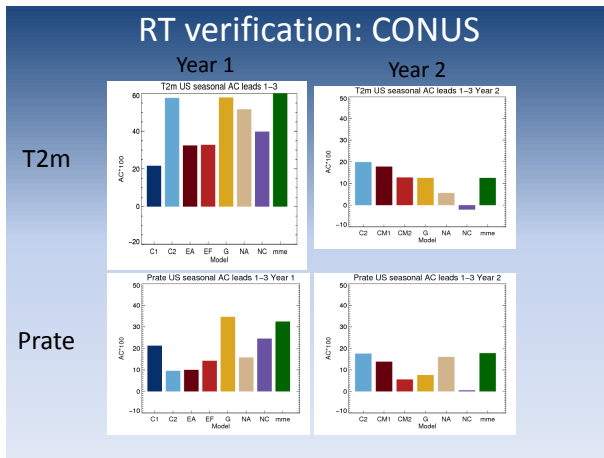 RT verification: CONUS
Year 1
Year 2
T2m
T2m US seasonal AC leads 1-3
60
40
20
0
-20
AC*100
C1 C2 EA EF G NA NC mme
Model
T2m US seasonal AC leads 1-3 Year 2
50
40
30
20
10
0
-10
AC*100
C2 CM1 CM2 G NA NC mme
Model
Prate
Prate US seasonal AC leads 1-3 Year 1
50
40
30
20
10
0
-10
AC*100
C1 C2 EA EF G NA NC mme
Model
Prate US seasonal AC leads 1-3 Year 2
50
40
30
20
10
0
-10
AC*100
C2 CM1 CM2 G NA NC mme
Model